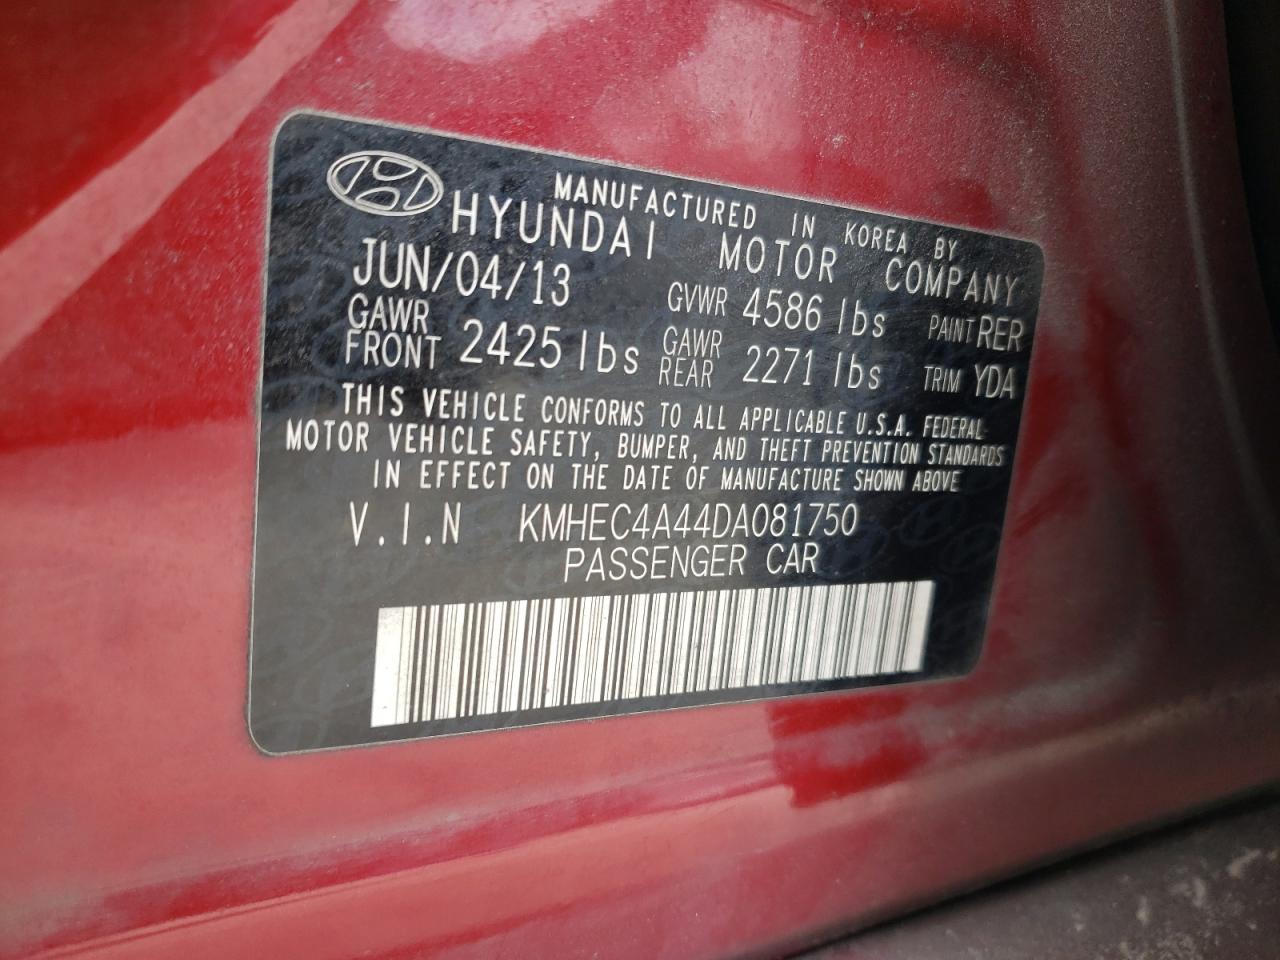 MANUFACTURED IN KOREA BY
HYUNDAI MOTOR COMPANY
JUN/04/13 GVWR 4586 lbs PAINT RER
GAWR FRONT 2425 lbs GAWR REAR 2271 lbs TRIM YDA
THIS VEHICLE CONFORMS TO ALL APPLICABLE U.S.A. FEDERAL
MOTOR VEHICLE SAFETY, BUMPER, AND THEFT PREVENTION STANDARDS
IN EFFECT ON THE DATE OF MANUFACTURE SHOWN ABOVE
V.I.N KMHEC4A44DA081750
PASSENGER CAR